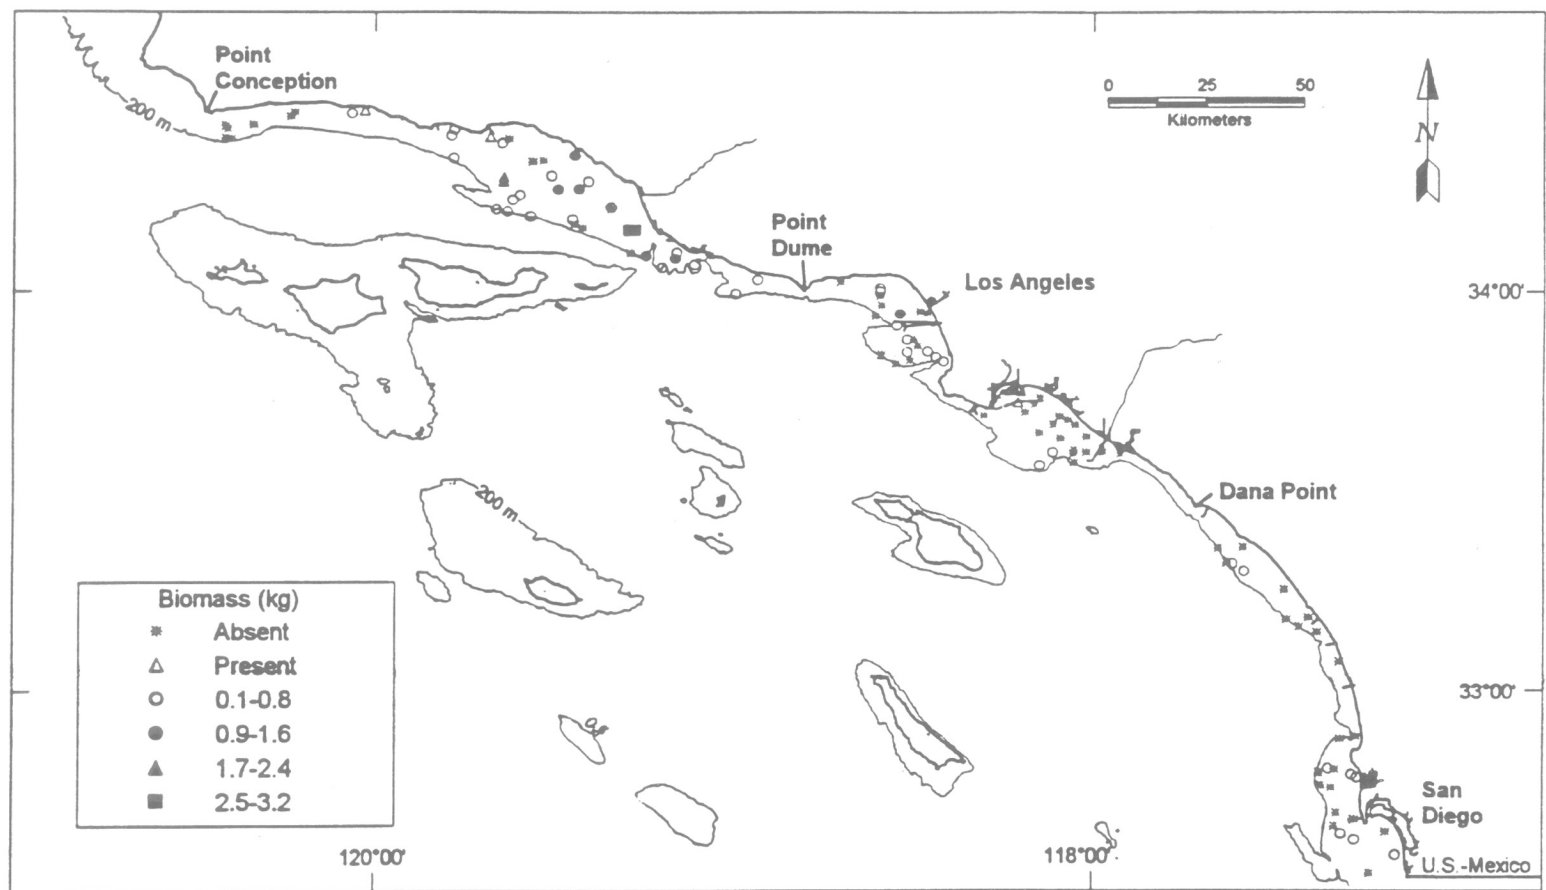 Point
Conception
200 m
0 25 50
Kilometers
N
Point
Dume
Los Angeles
34°00'
200 m
Dana Point
Biomass (kg)
Absent
Present
0.1-0.8
0.9-1.6
1.7-2.4
2.5-3.2
33°00'
San
Diego
U.S.-Mexico
120°00'
118°00'